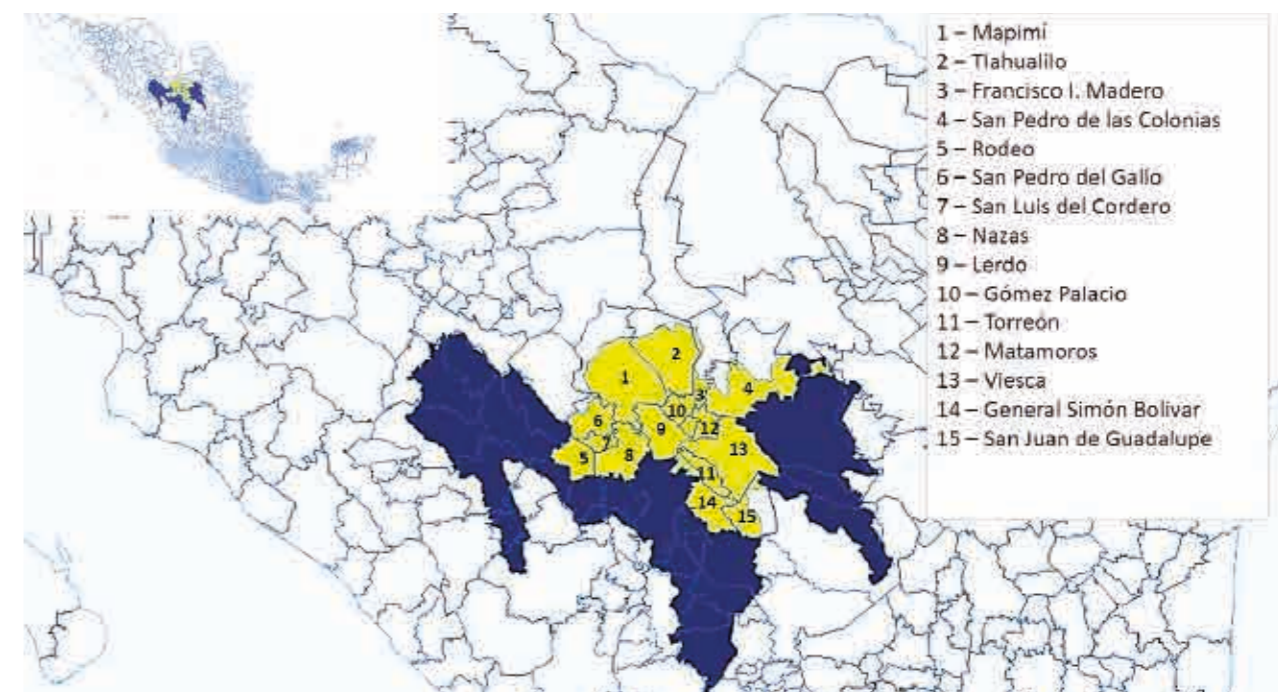 1 – Mapimí
2 – Tlahualilo
3 – Francisco I. Madero
4 – San Pedro de las Colonias
5 – Rodeo
6 – San Pedro del Gallo
7 – San Luis del Cordero
8 – Nazas
9 – Lerdo
10 – Gómez Palacio
11 – Torreón
12 – Matamoros
13 – Viesca
14 – General Simón Bolivar
15 – San Juan de Guadalupe
2
1
3
4
10
6
9
12
7
5
8
13
11
14
15